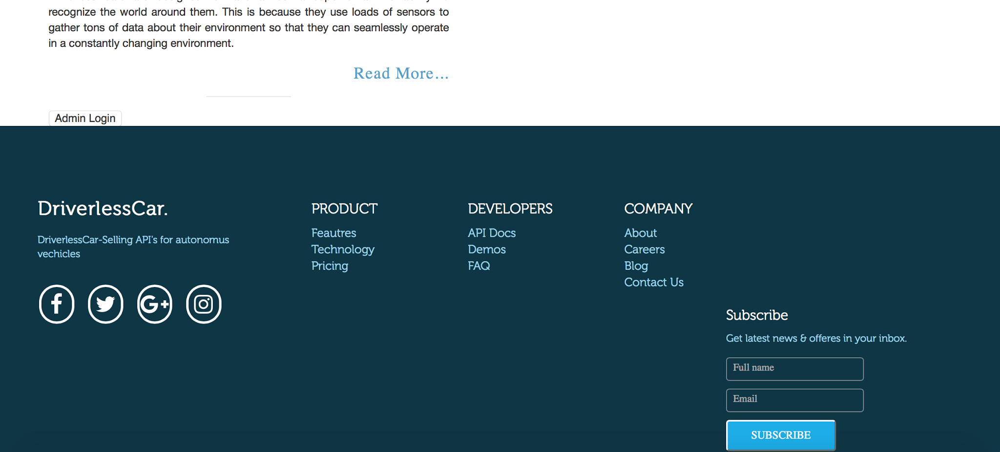 recognize the world around them. This is because they use loads of sensors to
gather tons of data about their environment so that they can seamlessly operate
in a constantly changing environment.
Read More...
Admin Login
DriverlessCar.
DriverlessCar-Selling API's for autonomus
vechicles
PRODUCT
Feautres
Technology
Pricing
DEVELOPERS
API Docs
Demos
FAQ
COMPANY
About
Careers
Blog
Contact Us
Subscribe
Get latest news & offeres in your inbox.
Full name
Email
SUBSCRIBE